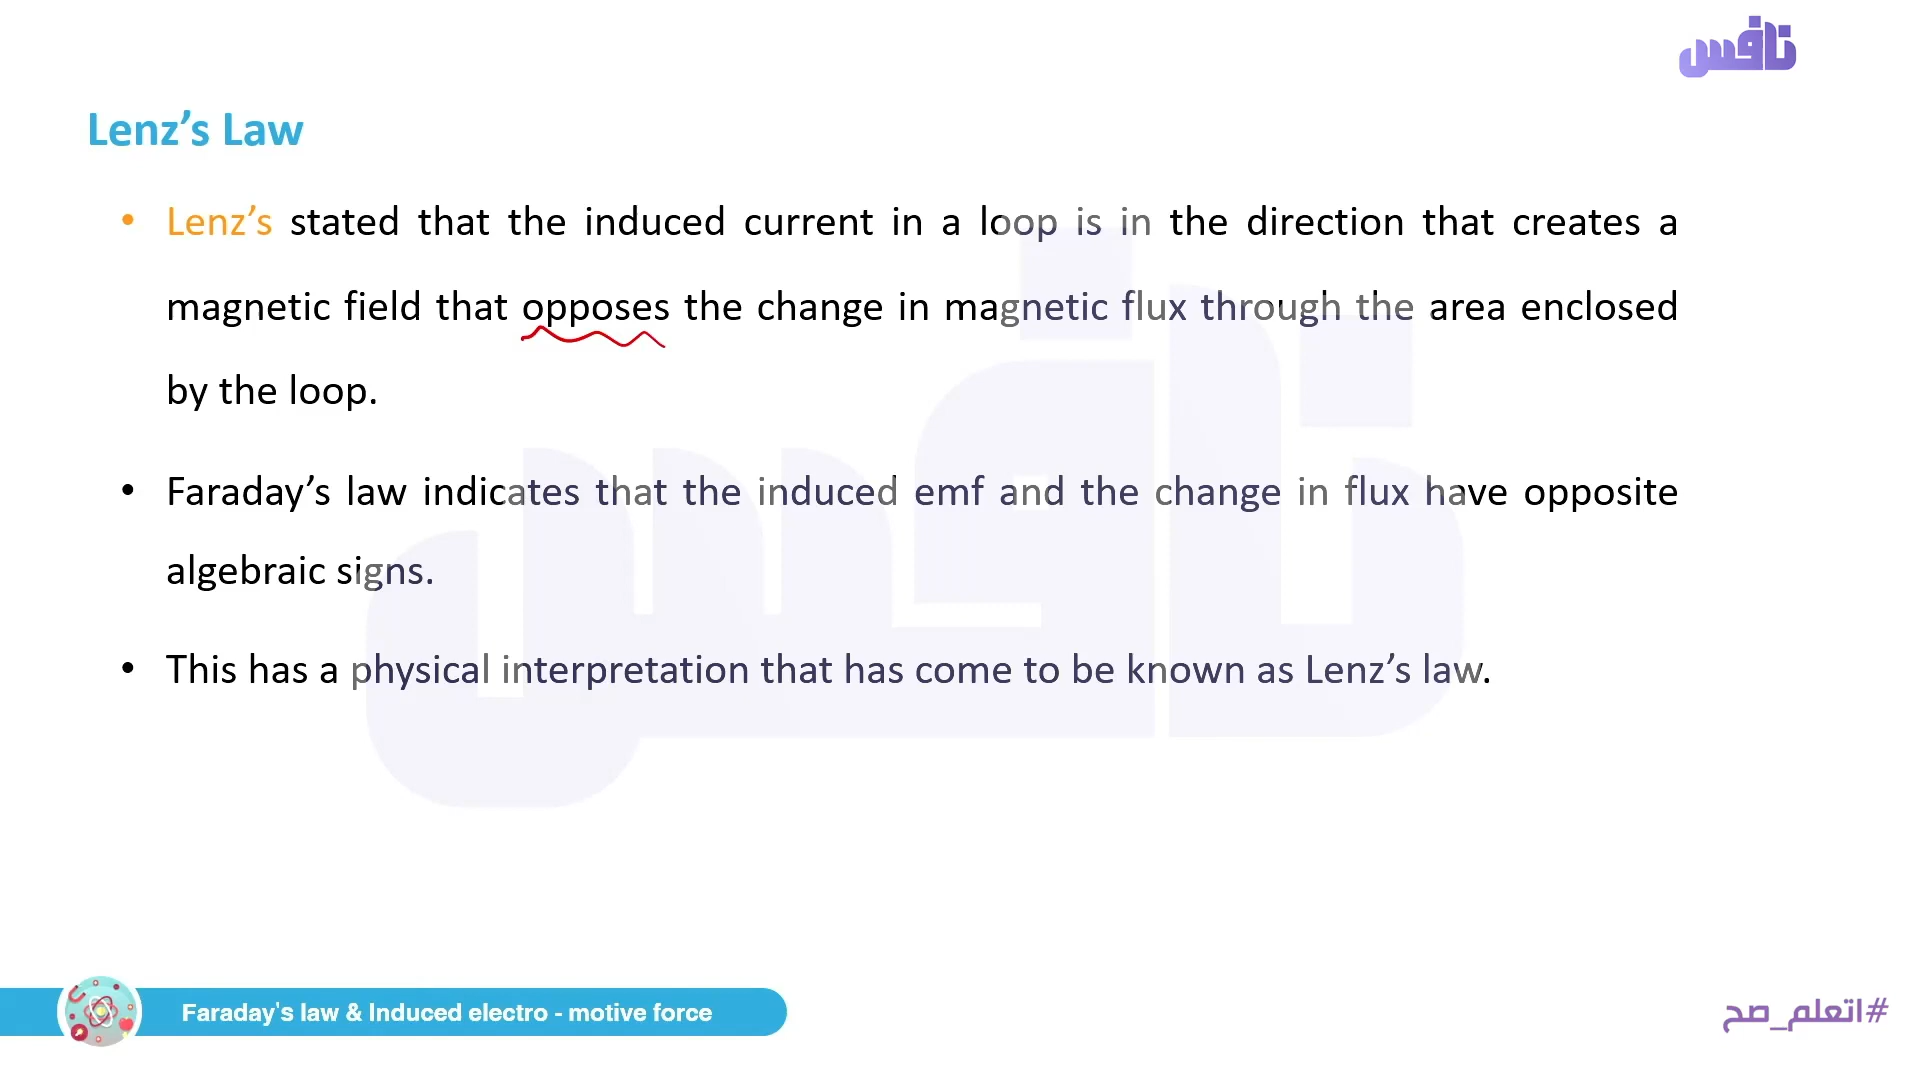 نافس
Lenz’s Law
• Lenz’s stated that the induced current in a loop is in the direction that creates a
magnetic field that opposes the change in magnetic flux through the area enclosed
by the loop.
• Faraday’s law indicates that the induced emf and the change in flux have opposite
algebraic signs.
• This has a physical interpretation that has come to be known as Lenz’s law.
نافس
Faraday's law & Induced electro - motive force
#اتعلم_صح